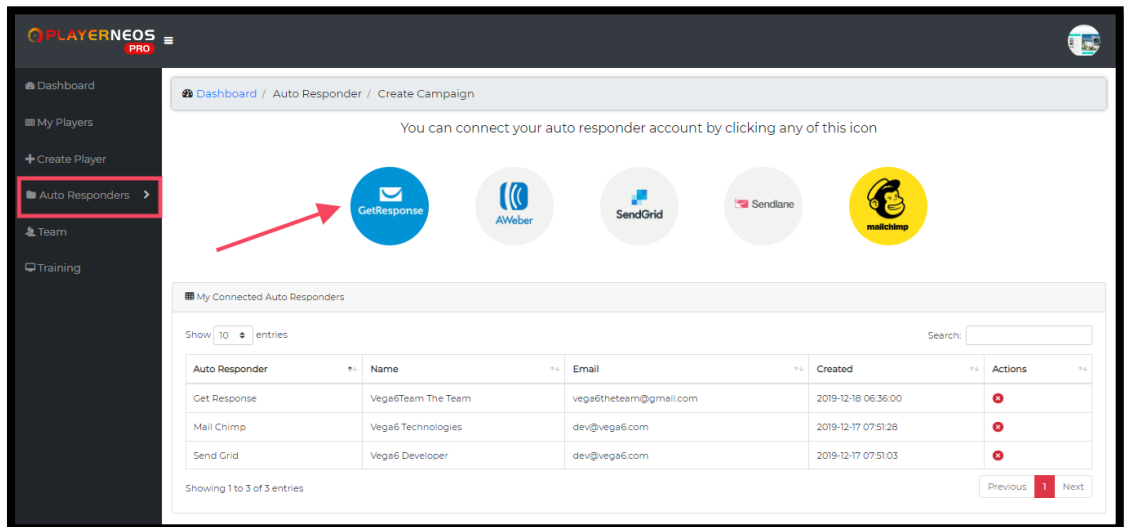 PLAYERNEOS
PRO
Dashboard
My Players
Create Player
Auto Responders
Team
Training
Dashboard / Auto Responder / Create Campaign
You can connect your auto responder account by clicking any of this icon
GetResponse
AWeber
SendGrid
Sendlane
mailchimp
My Connected Auto Responders
Show 10 entries
Search:
Auto Responder Name Email Created Actions
Get Response Vega6Team The Team vega6theteam@gmail.com 2019-12-18 06:36:00
Mail Chimp Vega6 Technologies dev@vega6.com 2019-12-17 07:51:28
Send Grid Vega6 Developer dev@vega6.com 2019-12-17 07:51:03
Showing 1 to 3 of 3 entries
Previous 1 Next